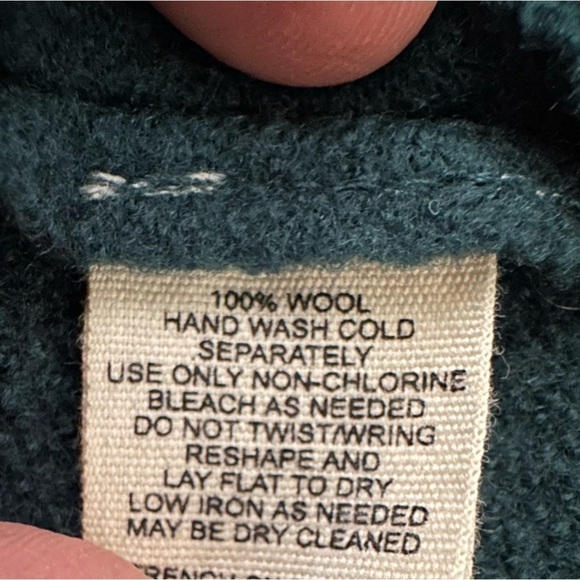 100% WOOL
HAND WASH COLD
SEPARATELY
USE ONLY NON-CHLORINE
BLEACH AS NEEDED
DO NOT TWIST/WRING
RESHAPE AND
LAY FLAT TO DRY
LOW IRON AS NEEDED
MAY BE DRY CLEANED